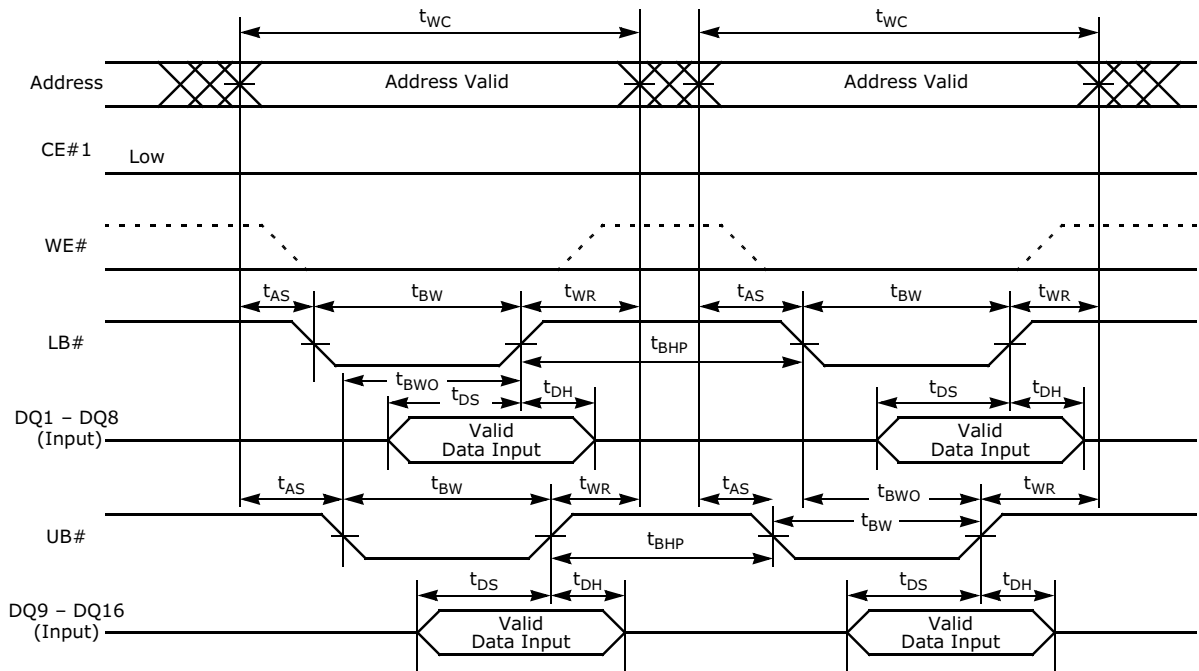 tWC tWC
Address Address Valid Address Valid
CE#1 Low
WE#
tAS tBW tWR tAS tBW tWR
LB#
tBHP
tBWO
tDS tDH tDS tDH
DQ1 – DQ8
(Input)
Valid
Data Input
Valid
Data Input
tAS tBW tWR tAS tBWO tWR
tBW
UB#
tBHP
tDS tDH tDS tDH
DQ9 – DQ16
(Input)
Valid
Data Input
Valid
Data Input